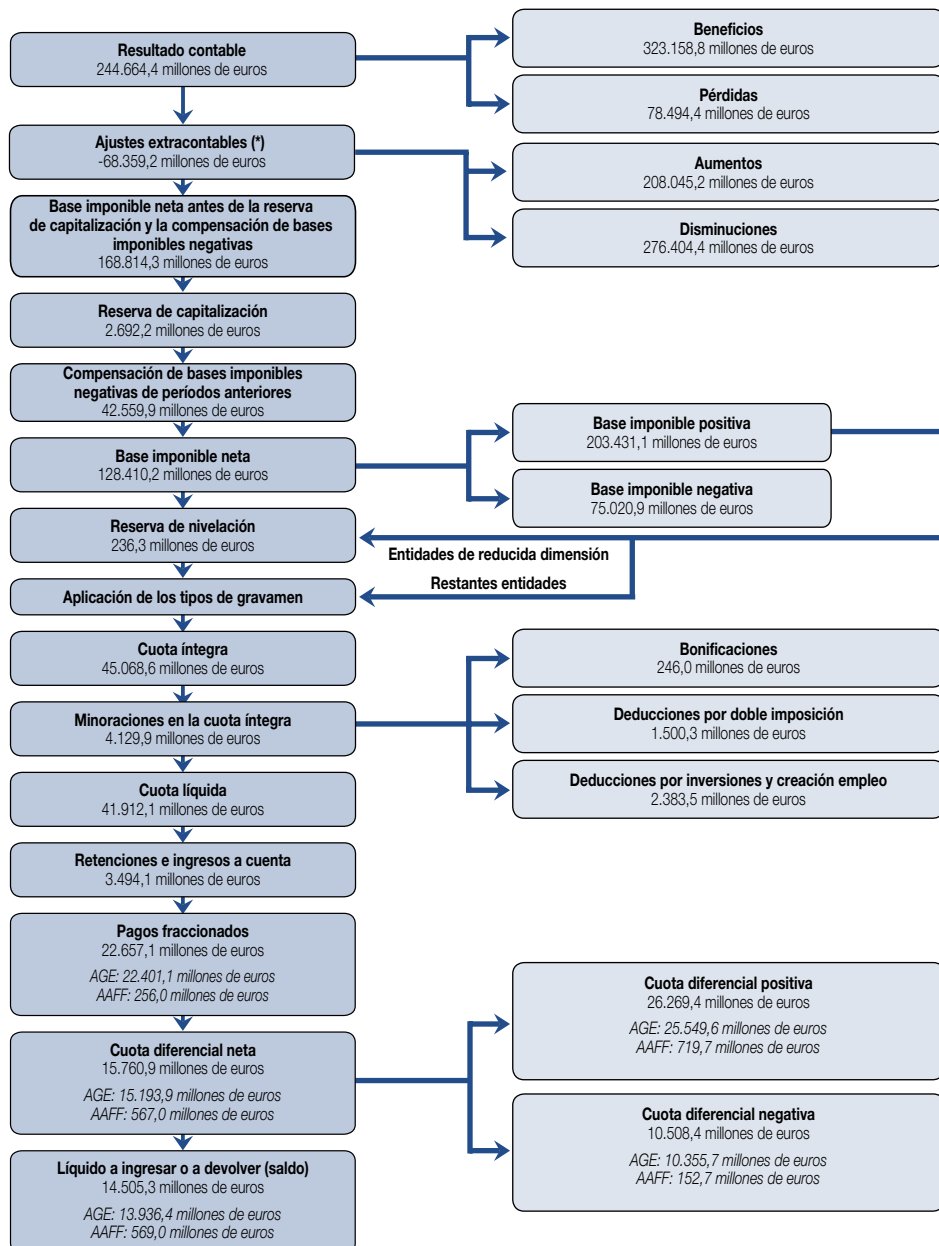 Resultado contable
244.664,4 millones de euros
Beneficios
323.158,8 millones de euros
Pérdidas
78.494,4 millones de euros
Ajustes extracontables (*)
-68.359,2 millones de euros
Aumentos
208.045,2 millones de euros
Disminuciones
276.404,4 millones de euros
Base imponible neta antes de la reserva
de capitalización y la compensación de bases
imponibles negativas
168.814,3 millones de euros
Reserva de capitalización
2.692,2 millones de euros
Compensación de bases imponibles
negativas de períodos anteriores
42.559,9 millones de euros
Base imponible neta
128.410,2 millones de euros
Base imponible positiva
203.431,1 millones de euros
Base imponible negativa
75.020,9 millones de euros
Reserva de nivelación
236,3 millones de euros
Entidades de reducida dimensión
Restantes entidades
Aplicación de los tipos de gravamen
Cuota íntegra
45.068,6 millones de euros
Minoraciones en la cuota íntegra
4.129,9 millones de euros
Bonificaciones
246,0 millones de euros
Deducciones por doble imposición
1.500,3 millones de euros
Deducciones por inversiones y creación empleo
2.383,5 millones de euros
Cuota líquida
41.912,1 millones de euros
Retenciones e ingresos a cuenta
3.494,1 millones de euros
Pagos fraccionados
22.657,1 millones de euros
AGE: 22.401,1 millones de euros
AAFF: 256,0 millones de euros
Cuota diferencial neta
15.760,9 millones de euros
AGE: 15.193,9 millones de euros
AAFF: 567,0 millones de euros
Cuota diferencial positiva
26.269,4 millones de euros
AGE: 25.549,6 millones de euros
AAFF: 719,7 millones de euros
Cuota diferencial negativa
10.508,4 millones de euros
AGE: 10.355,7 millones de euros
AAFF: 152,7 millones de euros
Líquido a ingresar o a devolver (saldo)
14.505,3 millones de euros
AGE: 13.936,4 millones de euros
AAFF: 569,0 millones de euros